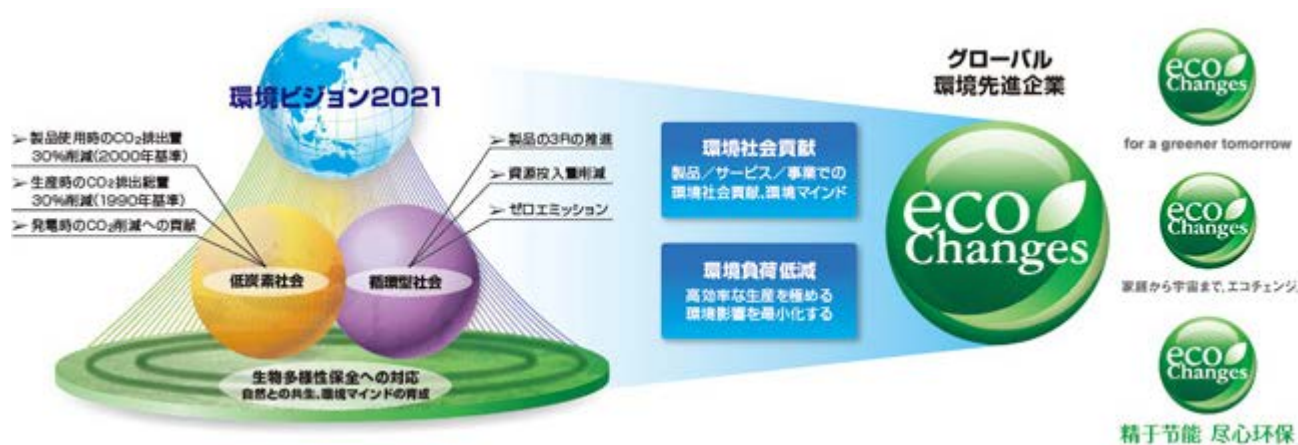 環境ビジョン2021
➢ 製品使用時のCO₂排出量
30%削減(2000年基準)
➢ 生産時のCO₂排出総量
30%削減(1990年基準)
➢ 発電時のCO₂削減への貢献
➢ 製品の3Rの推進
➢ 資源投入量削減
➢ ゼロエミッション
低炭素社会
循環型社会
生物多様性保全への対応
自然との共生、環境マインドの育成
環境社会貢献
製品/サービス/事業での
環境社会貢献、環境マインド
環境負荷低減
高効率な生産を極める
環境影響を最小化する
グローバル
環境先進企業
eco
Changes
eco
Changes
for a greener tomorrow
eco
Changes
家庭から宇宙まで、エコチェンジ。
eco
Changes
精于节能 尽心环保